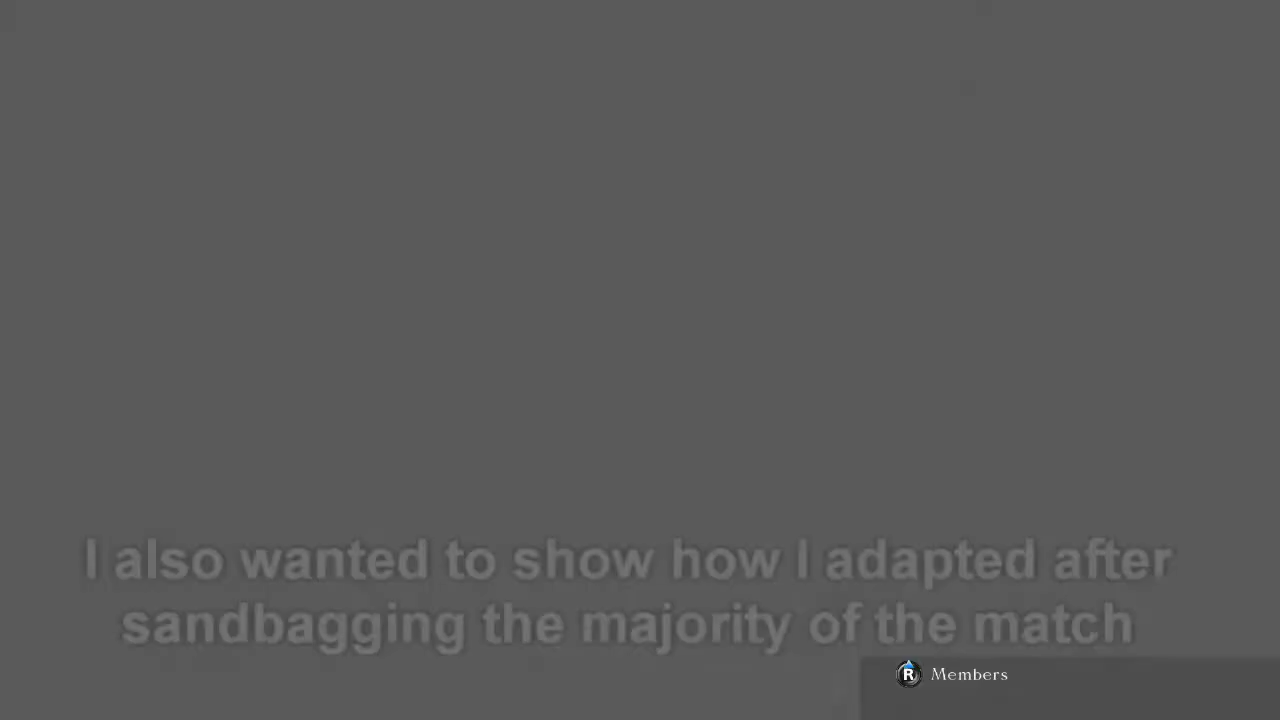 I also wanted to show how I adapted after
sandbagging the majority of the match
R Members